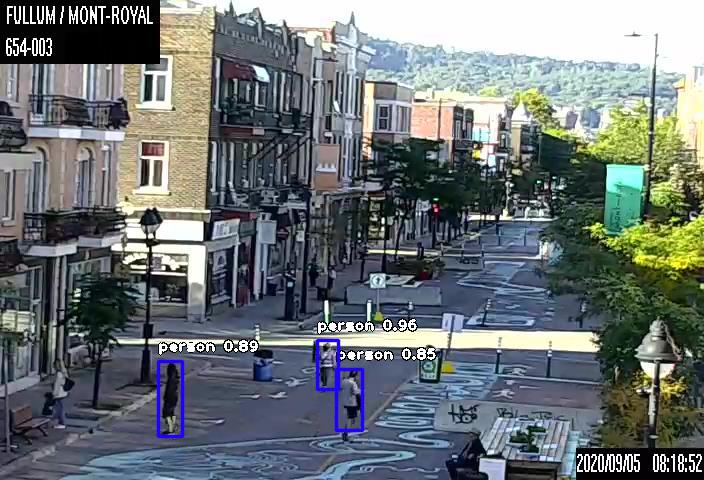 FULLUM / MONT-ROYAL
654-003
person 0.96
person 0.89
person 0.85
2020/09/05 08:18:52